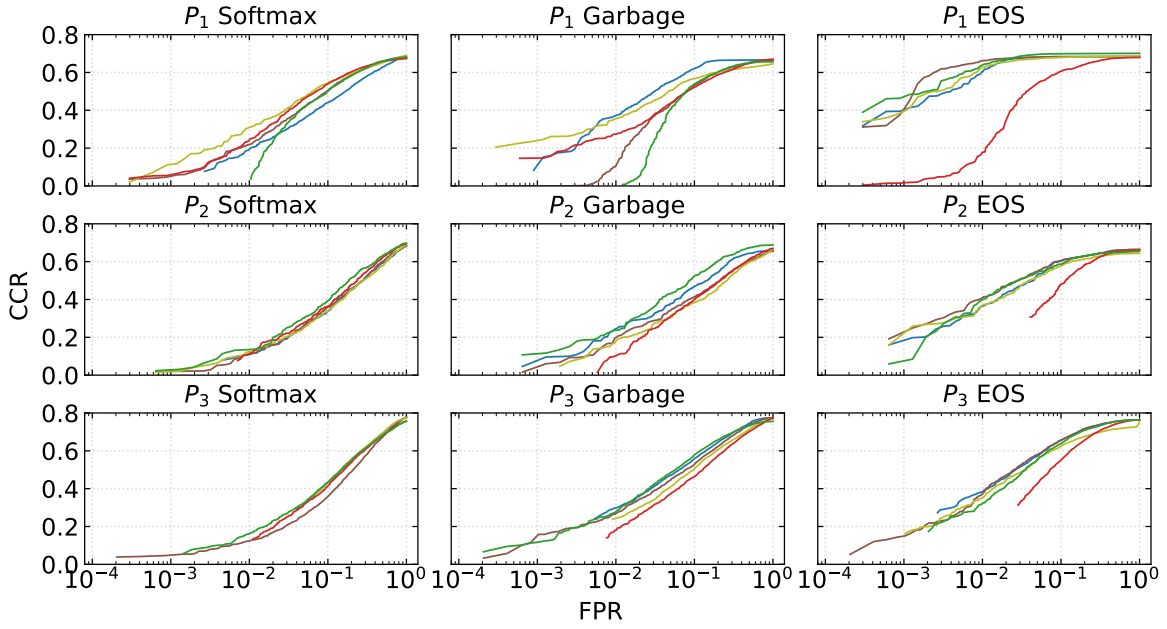 P₁ Softmax P₁ Garbage P₁ EOS
0.8
0.6
0.4
0.2
0.0
P₂ Softmax P₂ Garbage P₂ EOS
0.8
0.6
0.4
0.2
0.0
CCR
P₃ Softmax P₃ Garbage P₃ EOS
0.8
0.6
0.4
0.2
0.0
10⁻⁴ 10⁻³ 10⁻² 10⁻¹ 10⁰ 10⁻⁴ 10⁻³ 10⁻² 10⁻¹ 10⁰ 10⁻⁴ 10⁻³ 10⁻² 10⁻¹ 10⁰
FPR